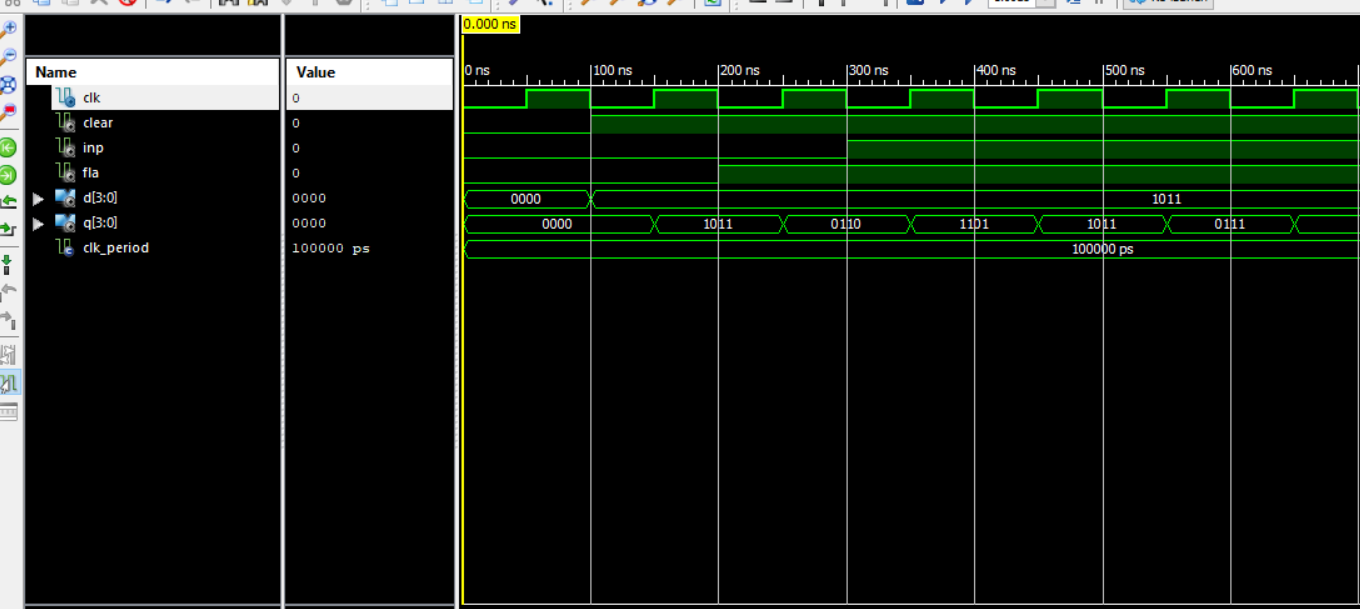 0.000 ns
Name Value
0 ns 100 ns 200 ns 300 ns 400 ns 500 ns 600 ns
clk 0
clear 0
inp 0
fla 0
d[3:0] 0000 0000 1011
q[3:0] 0000 0000 1011 0110 1101 1011 0111
clk_period 100000 ps 100000 ps